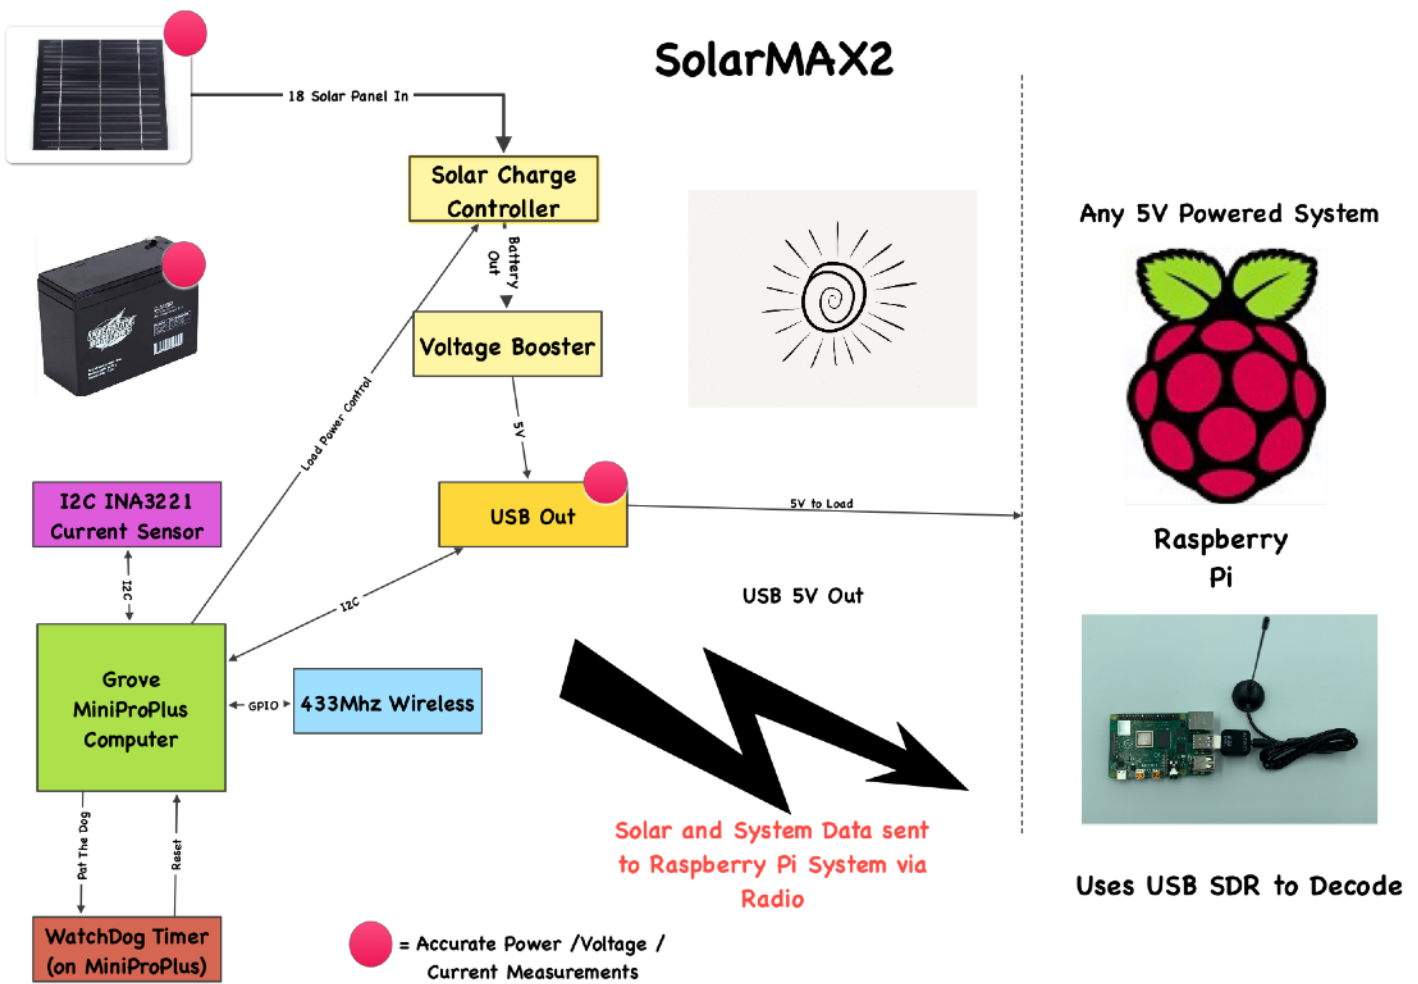 SolarMAX2
18 Solar Panel In
Solar Charge
Controller
Battery
Out
Voltage Booster
Load Power Control
5V
I2C INA3221
Current Sensor
USB Out
5V to Load
I2C
I2C
USB 5V Out
Grove
MiniProPlus
Computer
GPIO
433Mhz Wireless
Pat The Dog
Reset
WatchDog Timer
(on MiniProPlus)
Solar and System Data sent
to Raspberry Pi System via
Radio
= Accurate Power /Voltage /
Current Measurements
Any 5V Powered System
Raspberry
Pi
Uses USB SDR to Decode